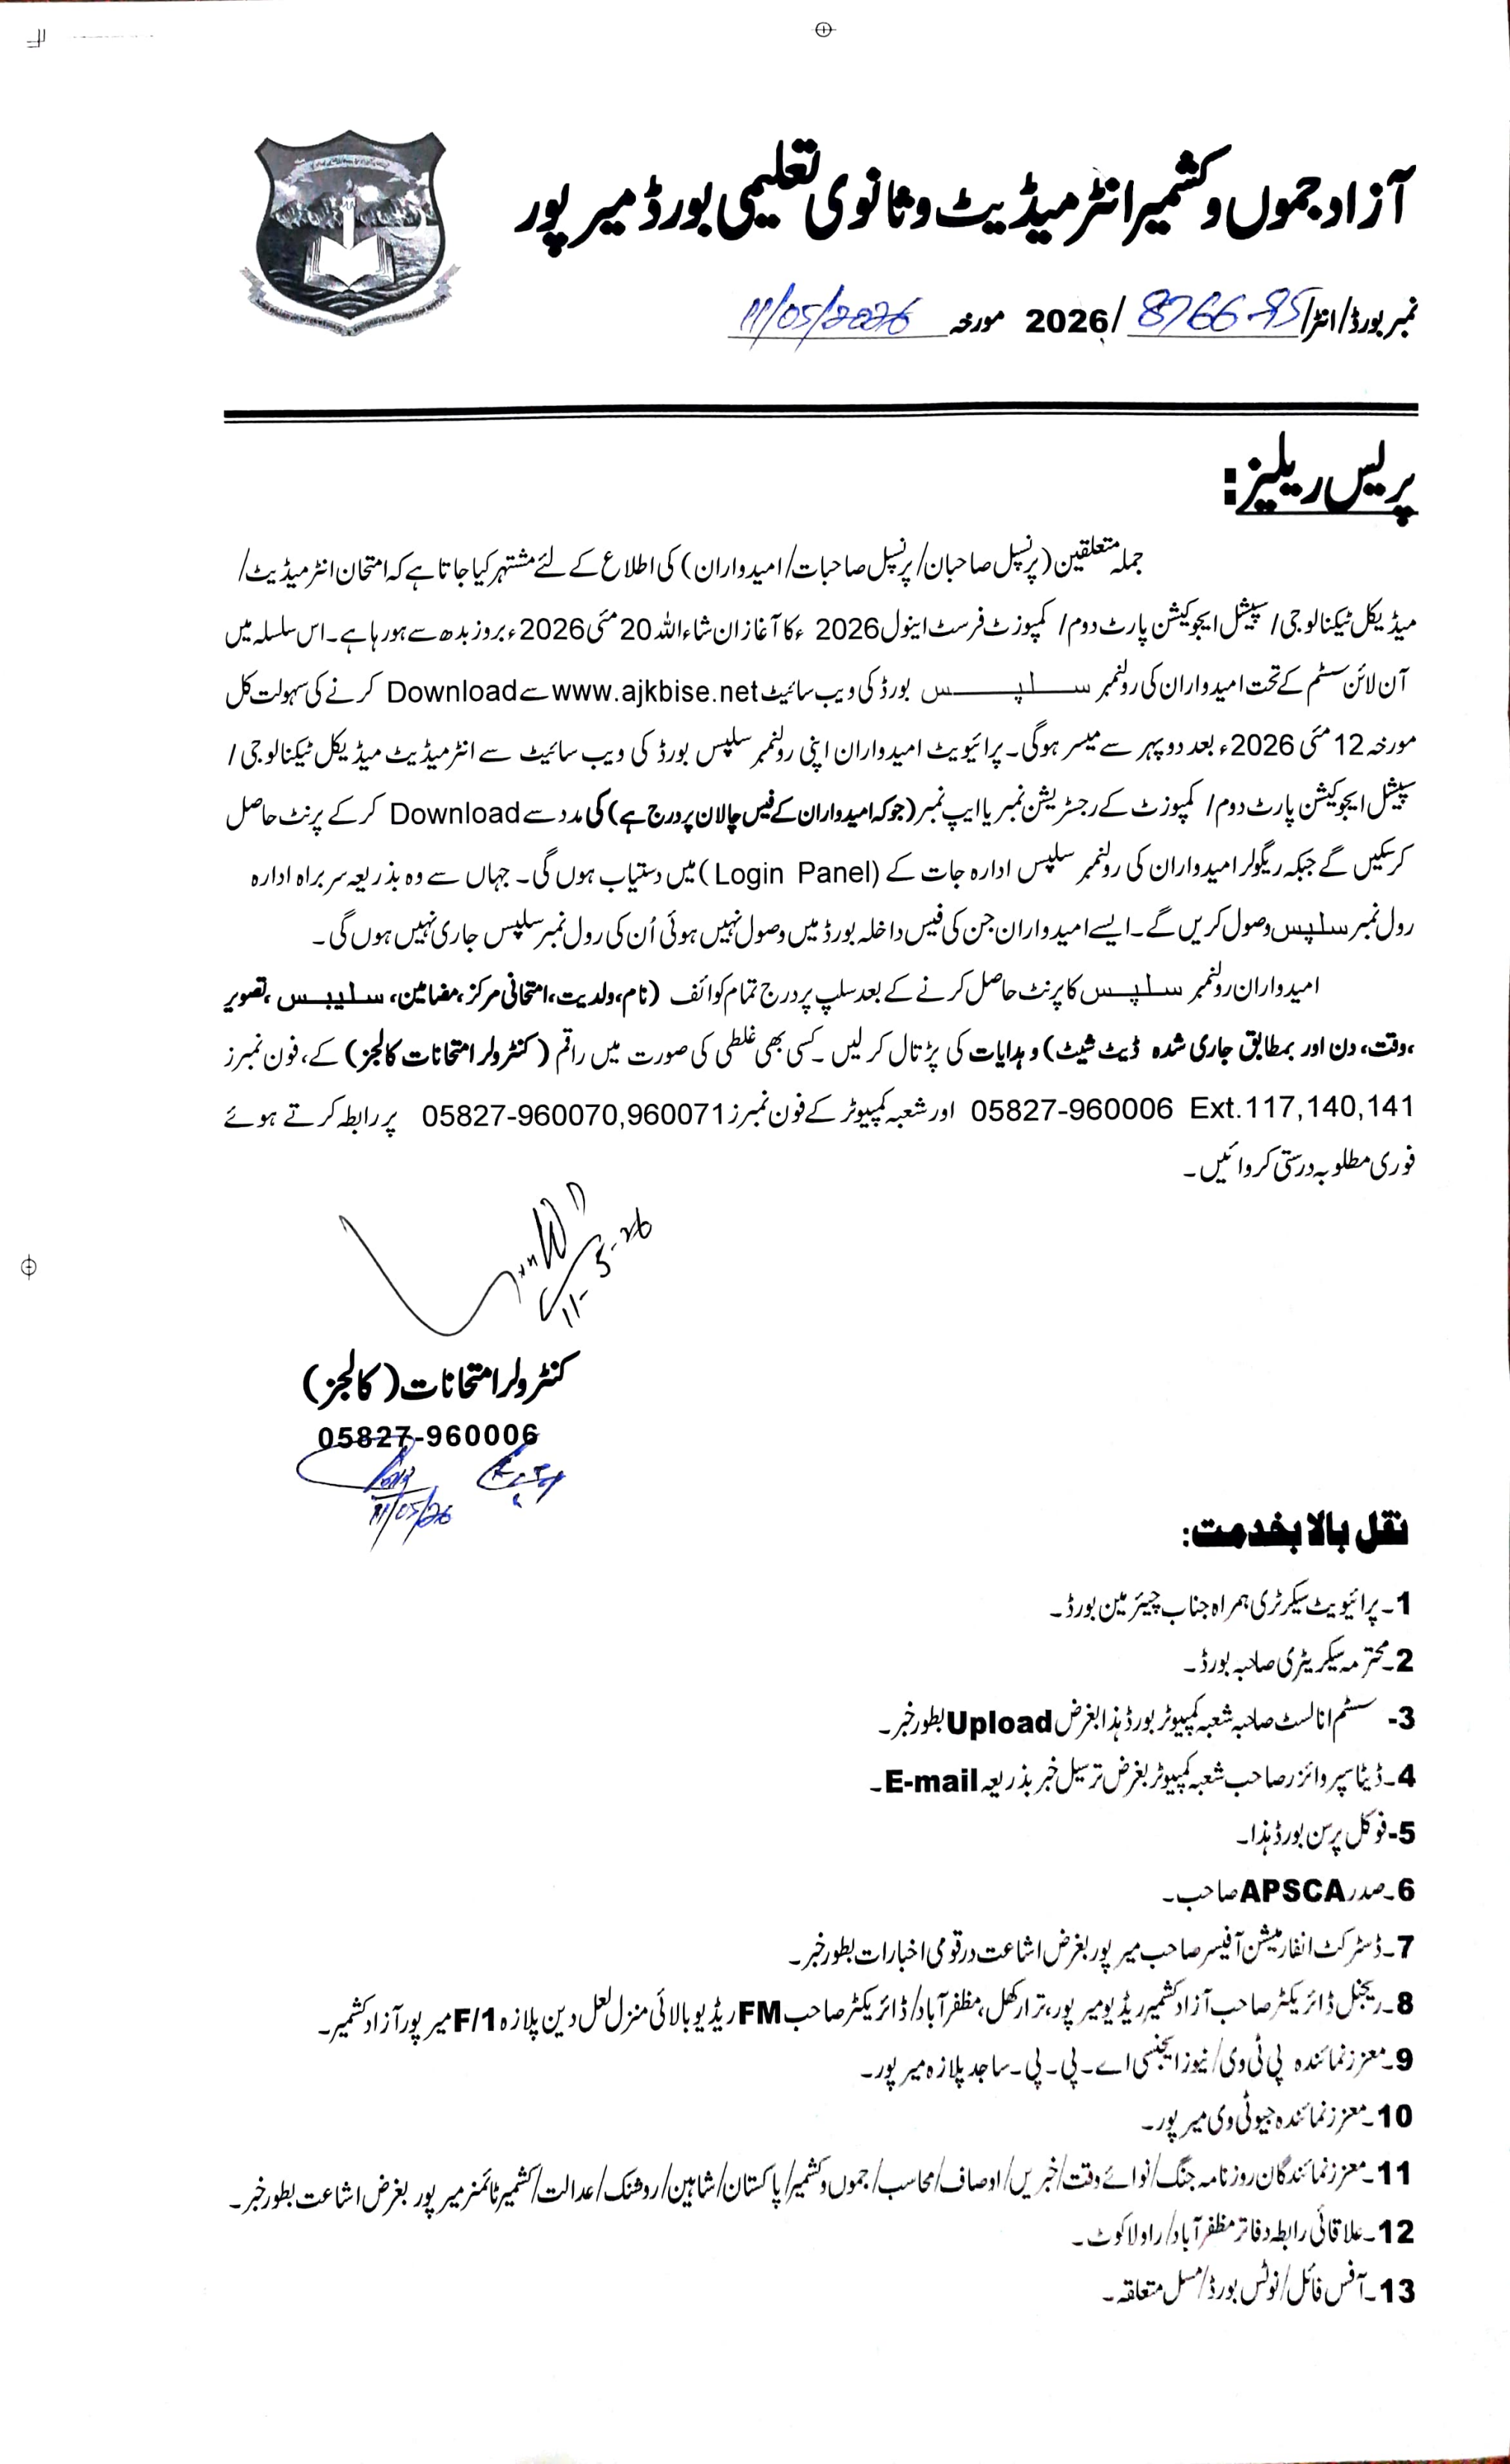 آزاد جموں و کشمیر انٹرمیڈیٹ و ثانوی تعلیمی بورڈ میرپور
نمبر بورڈ/انٹر/8766-95/2026 مورخہ 11/05/2026
پریس ریلیز:
جملہ متعلقین (پرنسپل صاحبان/پرنسپل صاحبات/امیدواران) کی اطلاع کے لئے مشتہر کیا جاتا ہے کہ امتحان انٹرمیڈیٹ/
میڈیکل ٹیکنالوجی/ سپیشل ایجوکیشن پارٹ دوم/ کمپوزٹ فرسٹ اینول 2026 ء کا آغاز ان شاء اللہ 20 مئی 2026ء بروز بدھ سے ہو رہا ہے۔ اس سلسلہ میں
آن لائن سسٹم کے تحت امیدواران کی رولنمبر سلپس بورڈ کی ویب سائیٹ www.ajkbise.net سے Download کرنے کی سہولت کل
مورخہ 12 مئی 2026ء بعد دوپہر سے میسر ہوگی۔ پرائیویٹ امیدواران اپنی رولنمبر سلپس بورڈ کی ویب سائیٹ سے انٹرمیڈیٹ میڈیکل ٹیکنالوجی/
سپیشل ایجوکیشن پارٹ دوم/ کمپوزٹ کے رجسٹریشن نمبر یا ایپ نمبر (جو کہ امیدواران کے فیس چالان پر درج ہے) کی مدد سے Download کر کے پرنٹ حاصل
کر سکیں گے جبکہ ریگولر امیدواران کی رولنمبر سلپس ادارہ جات کے (Login Panel) میں دستیاب ہوں گی۔ جہاں سے وہ بذریعہ سربراہ ادارہ
رول نمبر سلپس وصول کریں گے۔ ایسے امیدواران جن کی فیس داخلہ بورڈ میں وصول نہیں ہوئی اُن کی رول نمبر سلپس جاری نہیں ہوں گی۔
امیدواران رولنمبر سلپس کا پرنٹ حاصل کرنے کے بعد سلپ پر درج تمام کوائف (نام، ولدیت، امتحانی مرکز، مضامین، سلیبس، تصویر
، وقت، دن اور بمطابق جاری شدہ ڈیٹ شیٹ) و ہدایات کی پڑتال کر لیں۔ کسی بھی غلطی کی صورت میں راقم (کنٹرولر امتحانات کالجز) کے، فون نمبرز
05827-960006 Ext.117,140,141 اور شعبہ کمپیوٹر کے فون نمبرز 05827-960070,960071 پر رابطہ کرتے ہوئے
فوری مطلوبہ درستی کروائیں۔
11-5-26
کنٹرولر امتحانات (کالجز)
05827-960006
11/05/26
نقل بالا بخدمت:
1۔ پرائیویٹ سیکرٹری ہمراہ جناب چیئرمین بورڈ۔
2۔ محترمہ سیکریٹری صاحبہ بورڈ۔
3- سسٹم انالسٹ صاحبہ شعبہ کمپیوٹر بورڈ ہذا بغرض Upload بطور خبر۔
4۔ ڈیٹا سپروائزر صاحب شعبہ کمپیوٹر بغرض ترسیل خبر بذریعہ E-mail۔
5- فوکل پرسن بورڈ ہذا۔
6۔ صدر APSCA صاحب۔
7۔ ڈسٹرکٹ انفارمیشن آفیسر صاحب میرپور بغرض اشاعت در قومی اخبارات بطور خبر۔
8۔ ریجنل ڈائریکٹر صاحب آزاد کشمیر ریڈیو میرپور، تراڑکھل، مظفرآباد/ڈائریکٹر صاحب FM ریڈیو بالائی منزل لعل دین پلازہ F/1 میرپور آزاد کشمیر۔
9۔ معزز نمائندہ پی ٹی وی/نیوز ایجنسی اے۔ پی۔ پی۔ ساجد پلازہ میرپور۔
10۔ معزز نمائندہ جیو ٹی وی میرپور۔
11۔ معزز نمائندگان روزنامہ جنگ/نوائے وقت/خبریں/اوصاف/محاسب/جموں و کشمیر/پاکستان/شاہین/روشنک/عدالت/کشمیر ٹائمز میرپور بغرض اشاعت بطور خبر۔
12۔ علاقائی رابطہ دفاتر مظفرآباد/راولاکوٹ۔
13۔ آفس فائل/نوٹس بورڈ/مسل متعلقہ۔